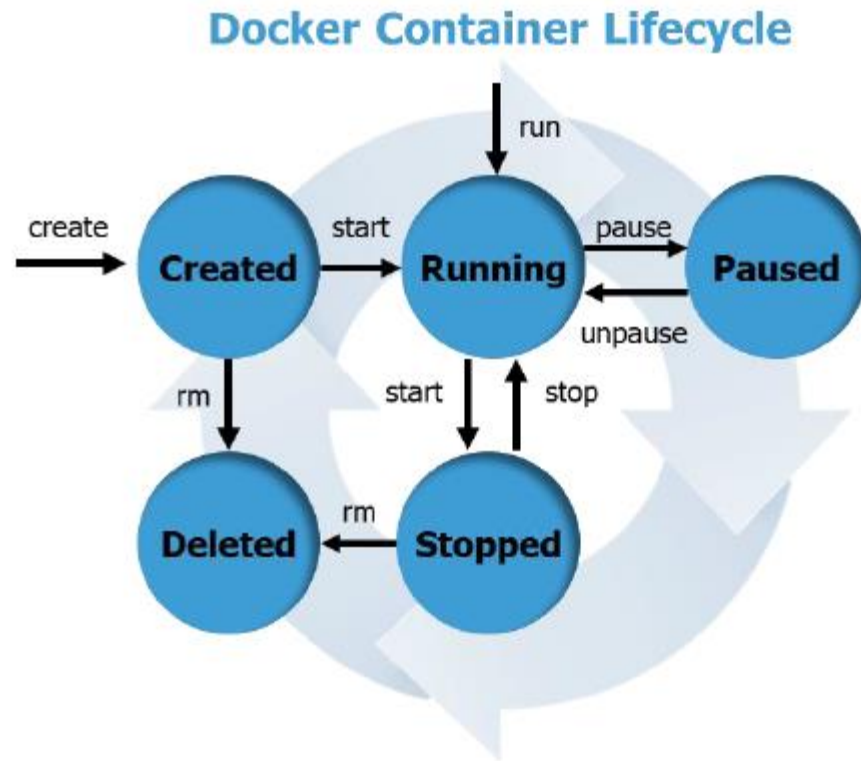 Docker Container Lifecycle
run
create
start
pause
Created
Running
Paused
unpause
rm
start
stop
rm
Deleted
Stopped